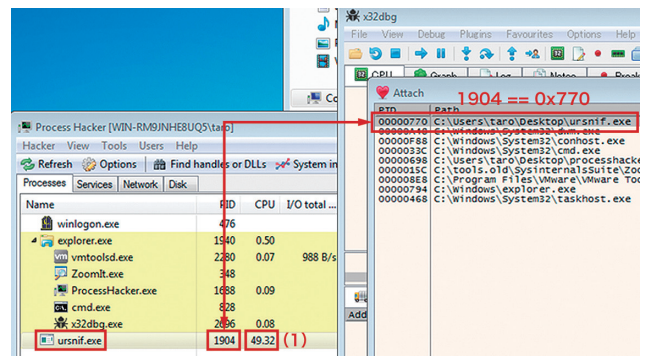 x32dbg
File View Debug Plugins Favourites Options Help
CPU Graph Log Notes
Attach
1904 == 0x770
PID Path
00000770 C:\Users\taro\Desktop\ursnif.exe
00000A48 C:\Windows\System32\dwm.exe
00000F88 C:\Windows\System32\conhost.exe
0000033C C:\Windows\System32\cmd.exe
00000698 C:\Users\taro\Desktop\processhacke
0000015C C:\tools.old\SysinternalsSuite\Zoo
000008E8 C:\Program Files\VMware\VMware Too
00000794 C:\Windows\explorer.exe
00000468 C:\Windows\System32\taskhost.exe
Process Hacker [WIN-RM9JNHE8UQ5\taro]
Hacker View Tools Users Help
Refresh Options Find handles or DLLs System in
Processes Services Network Disk
Name PID CPU I/O total ...
winlogon.exe 476
explorer.exe 1940 0.50
vmtoolsd.exe 2280 0.07 988 B/s
ZoomIt.exe 348
ProcessHacker.exe 1688 0.09
cmd.exe 828
x32dbg.exe 2696 0.08
ursnif.exe 1904 49.32 (1)
Add